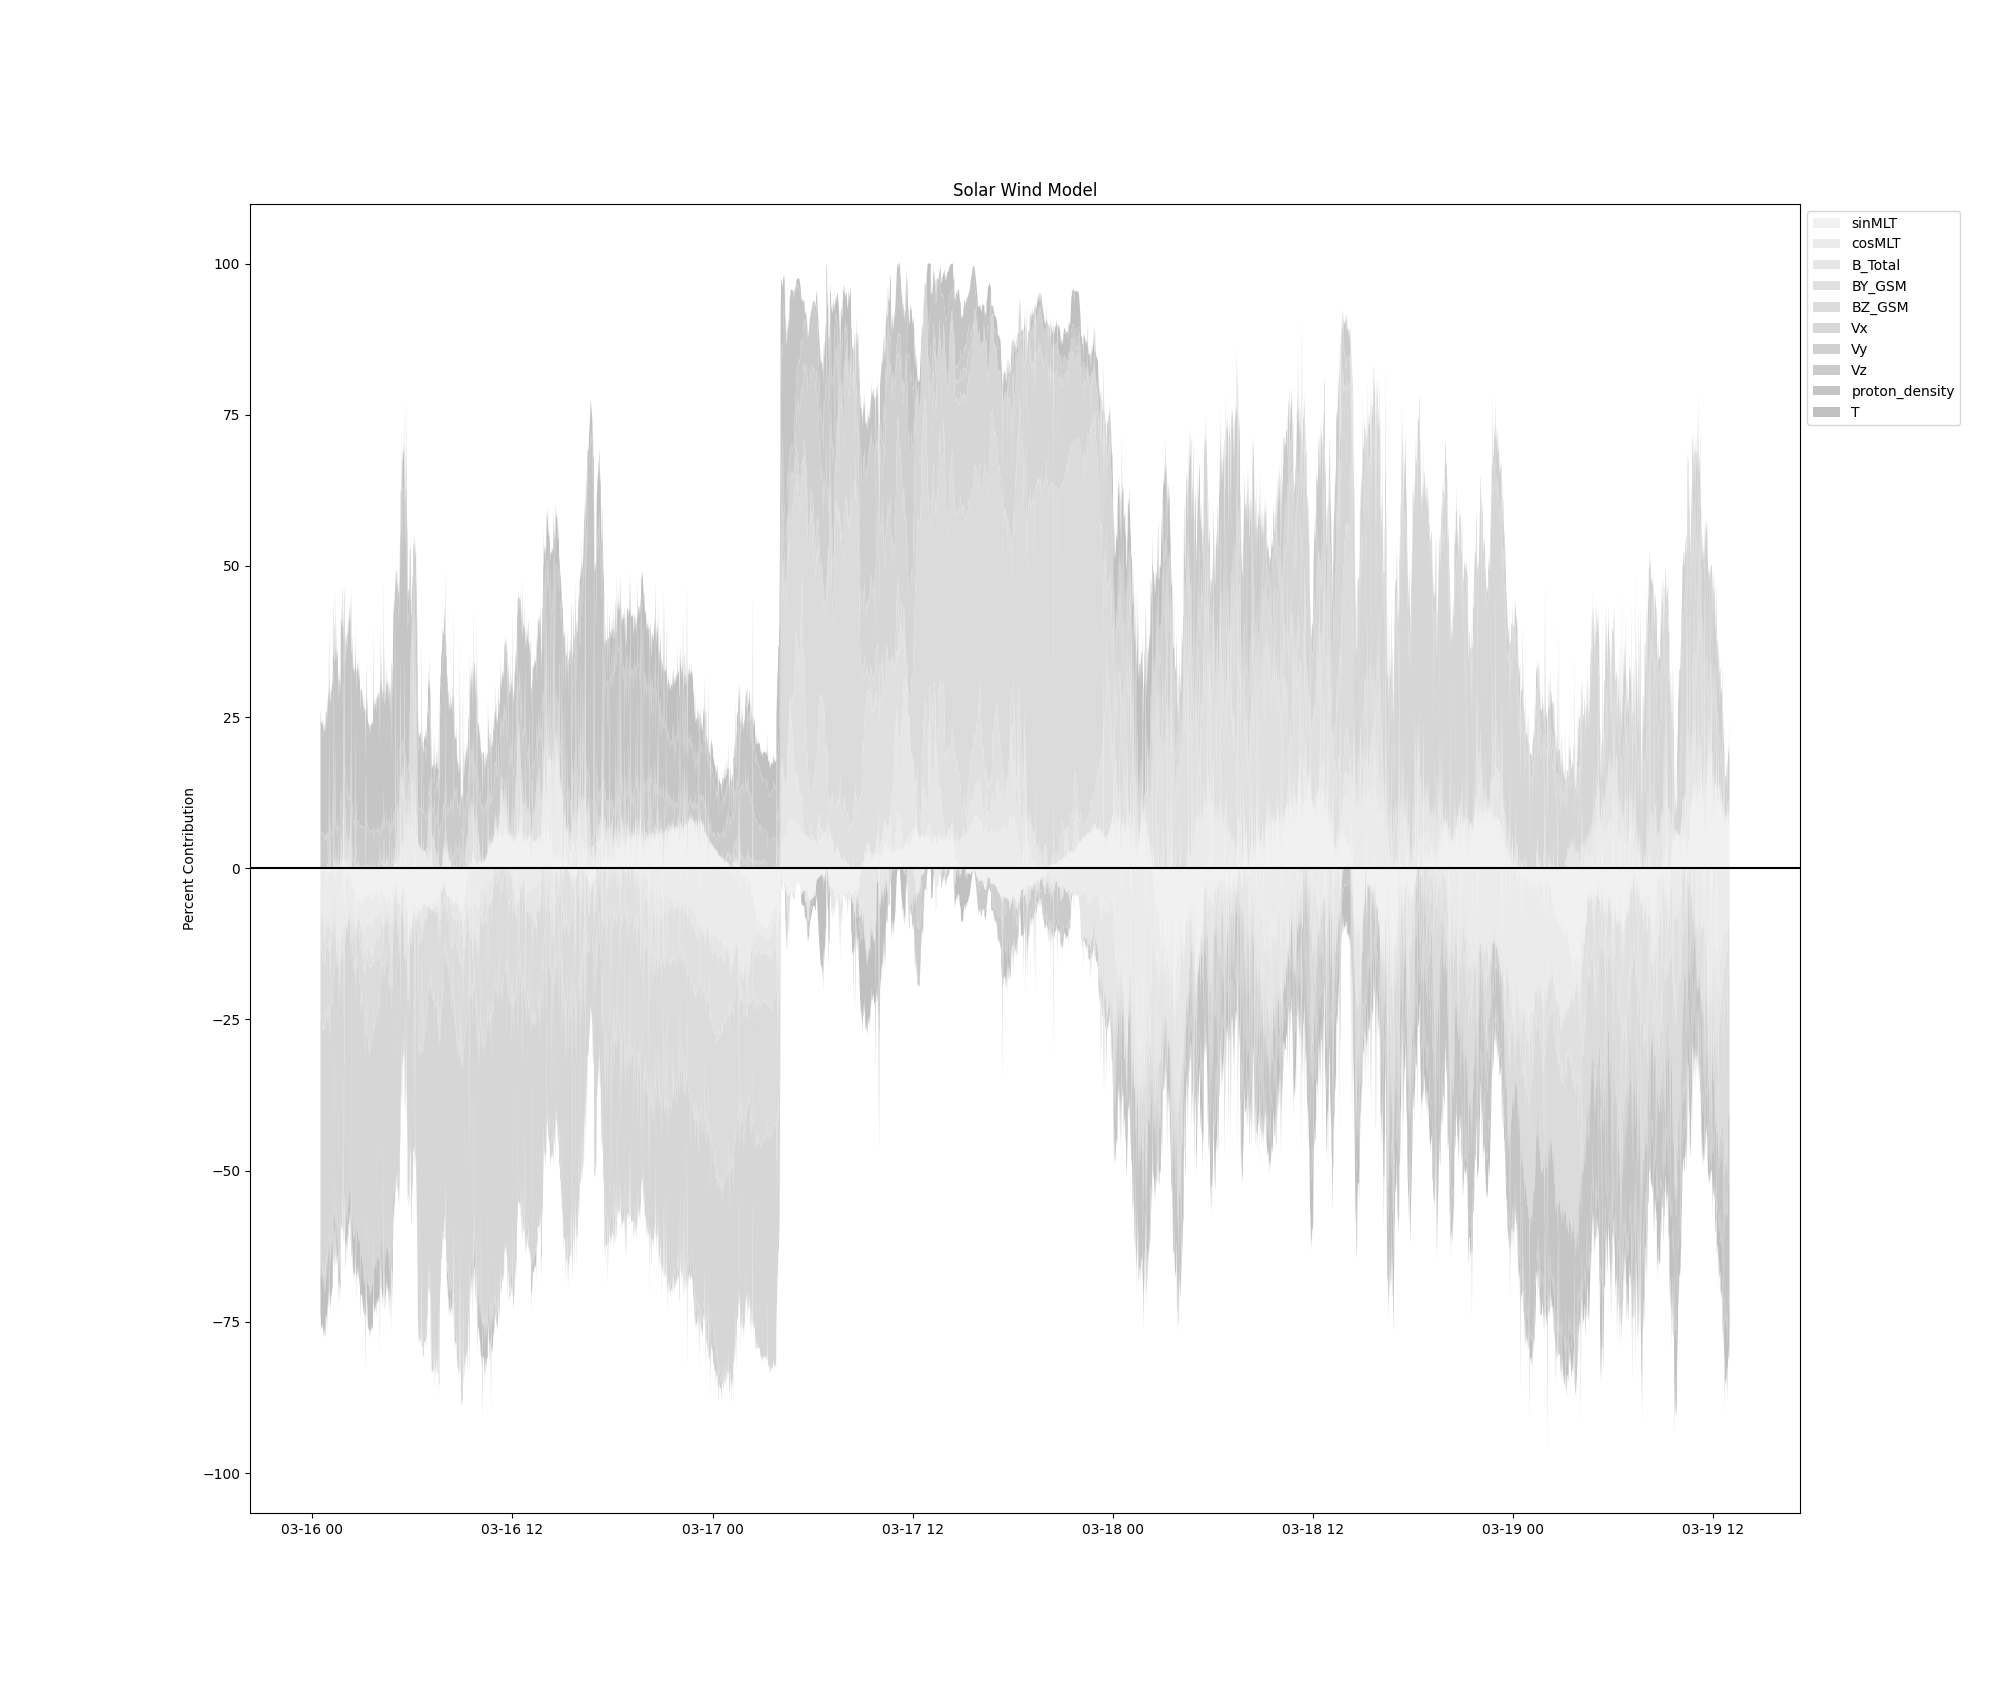 Solar Wind Model
sinMLT
cosMLT
B_Total
BY_GSM
BZ_GSM
Vx
Vy
Vz
proton_density
T
100
75
50
25
0
−25
−50
−75
−100
Percent Contribution
03-16 00 03-16 12 03-17 00 03-17 12 03-18 00 03-18 12 03-19 00 03-19 12